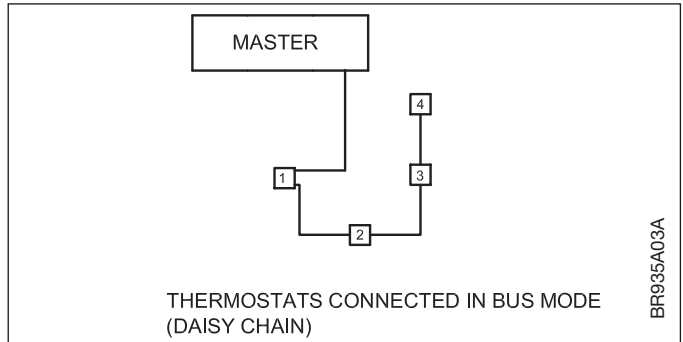 MASTER
4
1
3
2
THERMOSTATS CONNECTED IN BUS MODE
(DAISY CHAIN)
BR935A03A